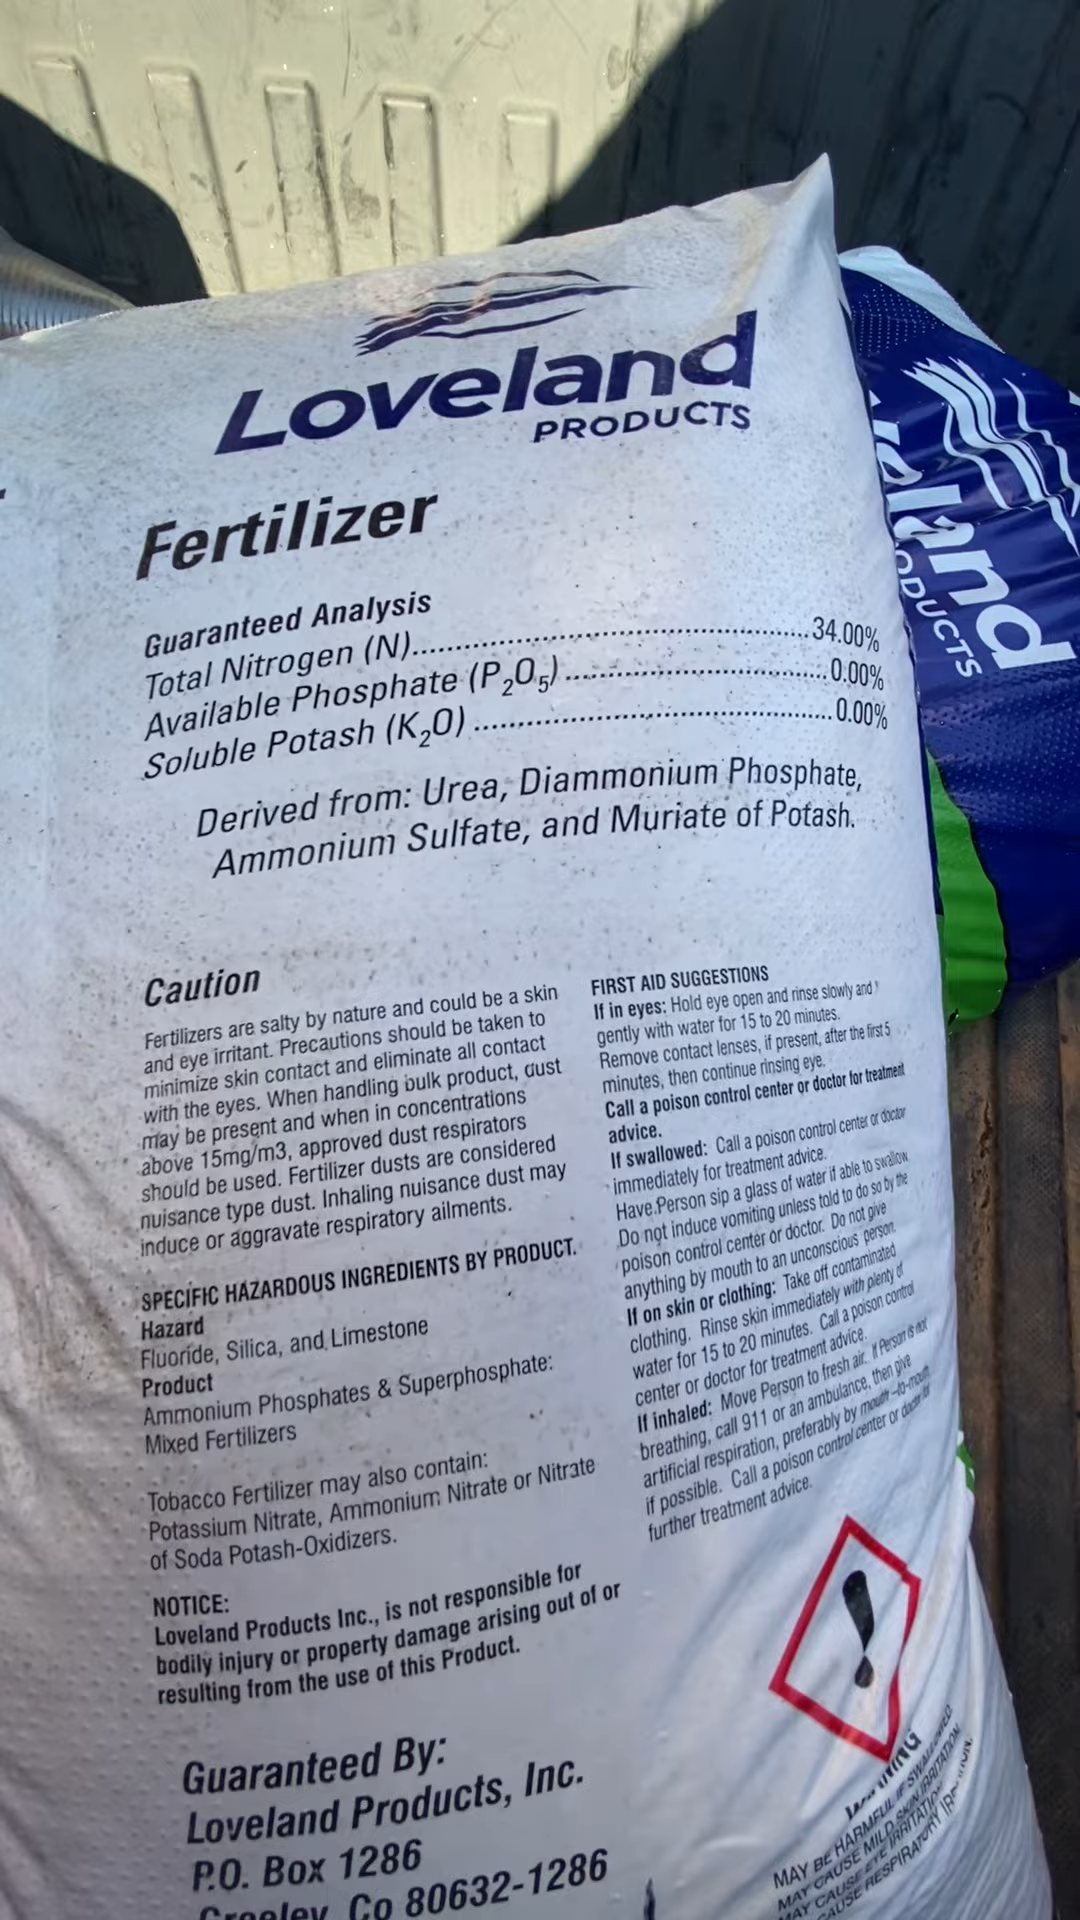 Loveland
PRODUCTS
Fertilizer
Guaranteed Analysis
Total Nitrogen (N)....................................................34.00%
Available Phosphate (P₂O₅)....................................0.00%
Soluble Potash (K₂O)................................................0.00%
Derived from: Urea, Diammonium Phosphate,
Ammonium Sulfate, and Muriate of Potash.
Caution
Fertilizers are salty by nature and could be a skin
and eye irritant. Precautions should be taken to
minimize skin contact and eliminate all contact
with the eyes. When handling bulk product, dust
may be present and when in concentrations
above 15mg/m3, approved dust respirators
should be used. Fertilizer dusts are considered
nuisance type dust. Inhaling nuisance dust may
induce or aggravate respiratory ailments.
SPECIFIC HAZARDOUS INGREDIENTS BY PRODUCT.
Hazard
Fluoride, Silica, and Limestone
Product
Ammonium Phosphates & Superphosphate:
Mixed Fertilizers
Tobacco Fertilizer may also contain:
Potassium Nitrate, Ammonium Nitrate or Nitrate
of Soda Potash-Oxidizers.
NOTICE:
Loveland Products Inc., is not responsible for
bodily injury or property damage arising out of or
resulting from the use of this Product.
Guaranteed By:
Loveland Products, Inc.
P.O. Box 1286
Greeley, Co 80632-1286
FIRST AID SUGGESTIONS
If in eyes: Hold eye open and rinse slowly and
gently with water for 15 to 20 minutes.
Remove contact lenses, if present, after the first 5
minutes, then continue rinsing eye.
Call a poison control center or doctor for treatment
advice.
If swallowed: Call a poison control center or doctor
immediately for treatment advice.
Have Person sip a glass of water if able to swallow.
Do not induce vomiting unless told to do so by the
poison control center or doctor. Do not give
anything by mouth to an unconscious person.
If on skin or clothing: Take off contaminated
clothing. Rinse skin immediately with plenty of
water for 15 to 20 minutes. Call a poison control
center or doctor for treatment advice.
If inhaled: Move Person to fresh air. If Person is not
breathing, call 911 or an ambulance, then give
artificial respiration, preferably by mouth-to-mouth
if possible. Call a poison control center or doctor for
further treatment advice.
WARNING
MAY BE HARMFUL IF SWALLOWED
MAY CAUSE MILD SKIN IRRITATION
MAY CAUSE EYE IRRITATION
CAUSE RESPIRATORY
land
PRODUCTS